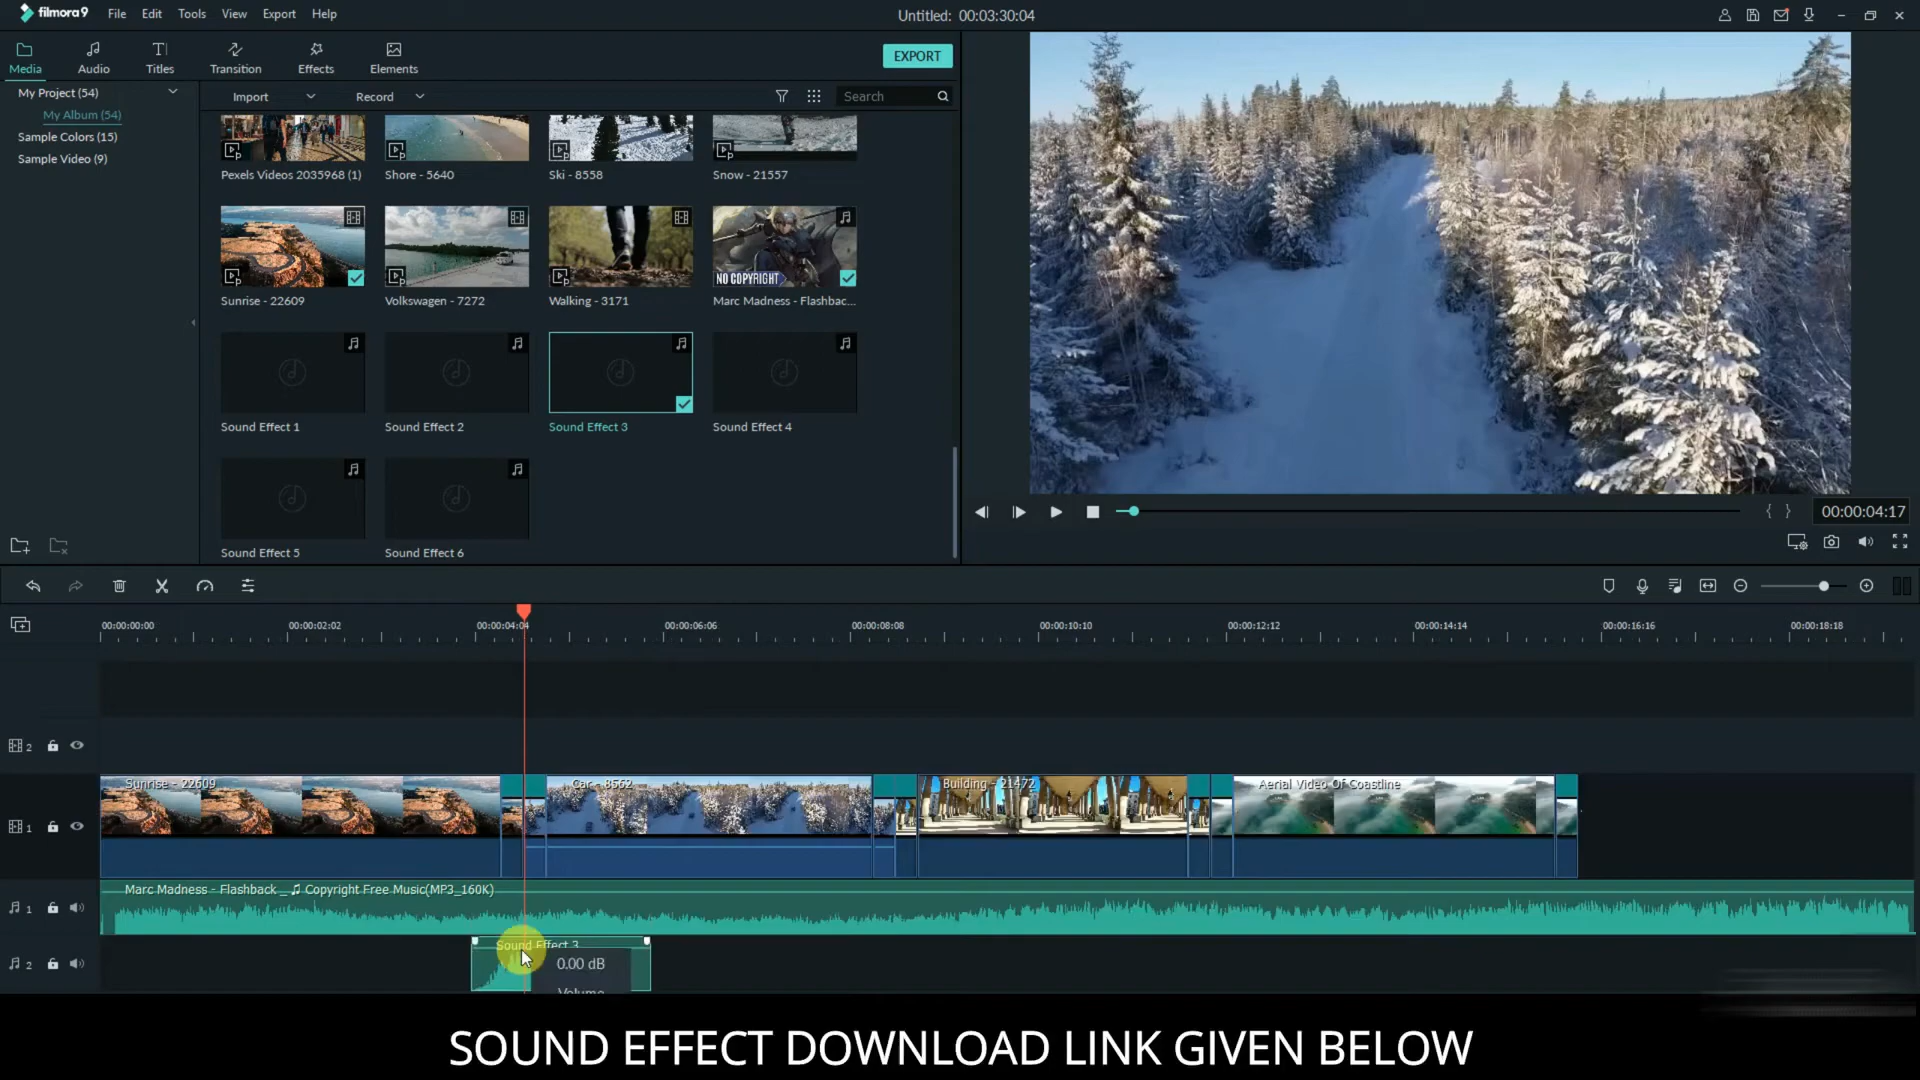 filmora9 File Edit Tools View Export Help Untitled: 00:03:30:04
Media Audio Titles Transition Effects Elements EXPORT
My Project (54) Import Record Search
My Album (54)
Sample Colors (15)
Sample Video (9)
Pexels Videos 2035968 (1) Shore - 5640 Ski - 8558 Snow - 21557
NO COPYRIGHT
Sunrise - 22609 Volkswagen - 7272 Walking - 3171 Marc Madness - Flashbac...
Sound Effect 1 Sound Effect 2 Sound Effect 3 Sound Effect 4
Sound Effect 5 Sound Effect 6
00:00:04:17
00:00:00:00 00:00:02:02 00:00:04:04 00:00:06:06 00:00:08:08 00:00:10:10 00:00:12:12 00:00:14:14 00:00:16:16 00:00:18:18
2
Sunrise - 22609 Car - 8562 Building - 21472 Aerial Video Of Coastline
1
Marc Madness - Flashback _ ♫ Copyright Free Music(MP3_160K)
1
Sound Effect 3
2 0.00 dB
Volume
SOUND EFFECT DOWNLOAD LINK GIVEN BELOW